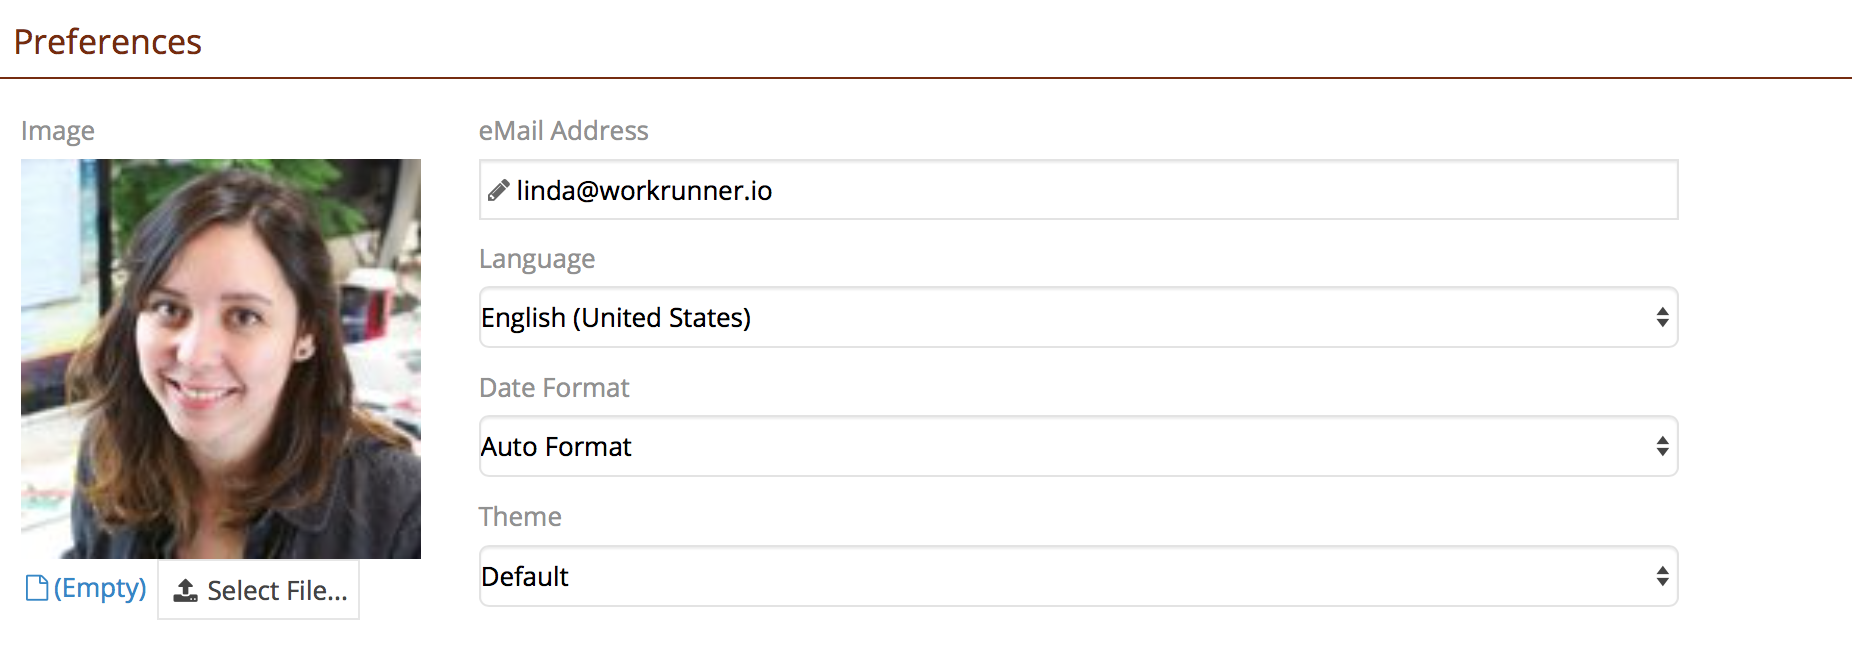 Preferences
Image
eMail Address
linda@workrunner.io
Language
English (United States)
Date Format
Auto Format
Theme
Default
(Empty)
Select File...